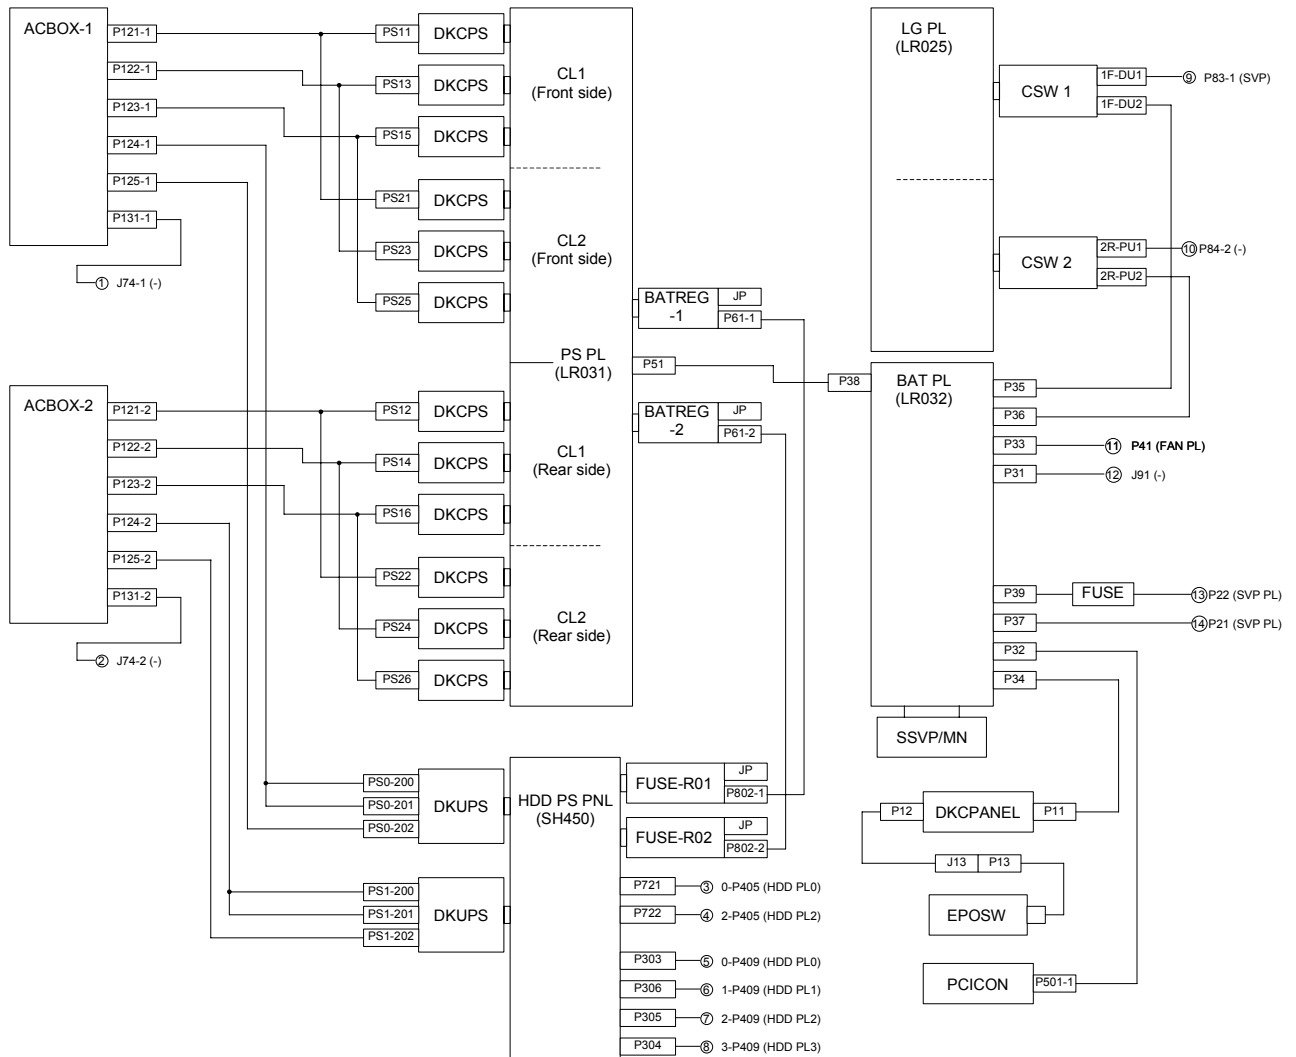 ACBOX-1
P121-1
P122-1
P123-1
P124-1
P125-1
P131-1
① J74-1 (-)
PS11 DKCPS
PS13 DKCPS
PS15 DKCPS
PS21 DKCPS
PS23 DKCPS
PS25 DKCPS
CL1
(Front side)
CL2
(Front side)
PS PL
(LR031)
CL1
(Rear side)
CL2
(Rear side)
BATREG
-1
JP
P61-1
P51
BATREG
-2
JP
P61-2
ACBOX-2
P121-2
P122-2
P123-2
P124-2
P125-2
P131-2
② J74-2 (-)
PS12 DKCPS
PS14 DKCPS
PS16 DKCPS
PS22 DKCPS
PS24 DKCPS
PS26 DKCPS
PS0-200
PS0-201
PS0-202
DKUPS
PS1-200
PS1-201
PS1-202
DKUPS
HDD PS PNL
(SH450)
FUSE-R01
JP
P802-1
FUSE-R02
JP
P802-2
P721 ③ 0-P405 (HDD PL0)
P722 ④ 2-P405 (HDD PL2)
P303 ⑤ 0-P409 (HDD PL0)
P306 ⑥ 1-P409 (HDD PL1)
P305 ⑦ 2-P409 (HDD PL2)
P304 ⑧ 3-P409 (HDD PL3)
LG PL
(LR025)
CSW 1
1F-DU1 ⑨ P83-1 (SVP)
1F-DU2
CSW 2
2R-PU1 ⑩ P84-2 (-)
2R-PU2
P38
BAT PL
(LR032)
P35
P36
P33 ⑪ P41 (FAN PL)
P31 ⑫ J91 (-)
P39 FUSE ⑬ P22 (SVP PL)
P37 ⑭ P21 (SVP PL)
P32
P34
SSVP/MN
P12 DKCPANEL P11
J13 P13
EPOSW
PCICON P501-1